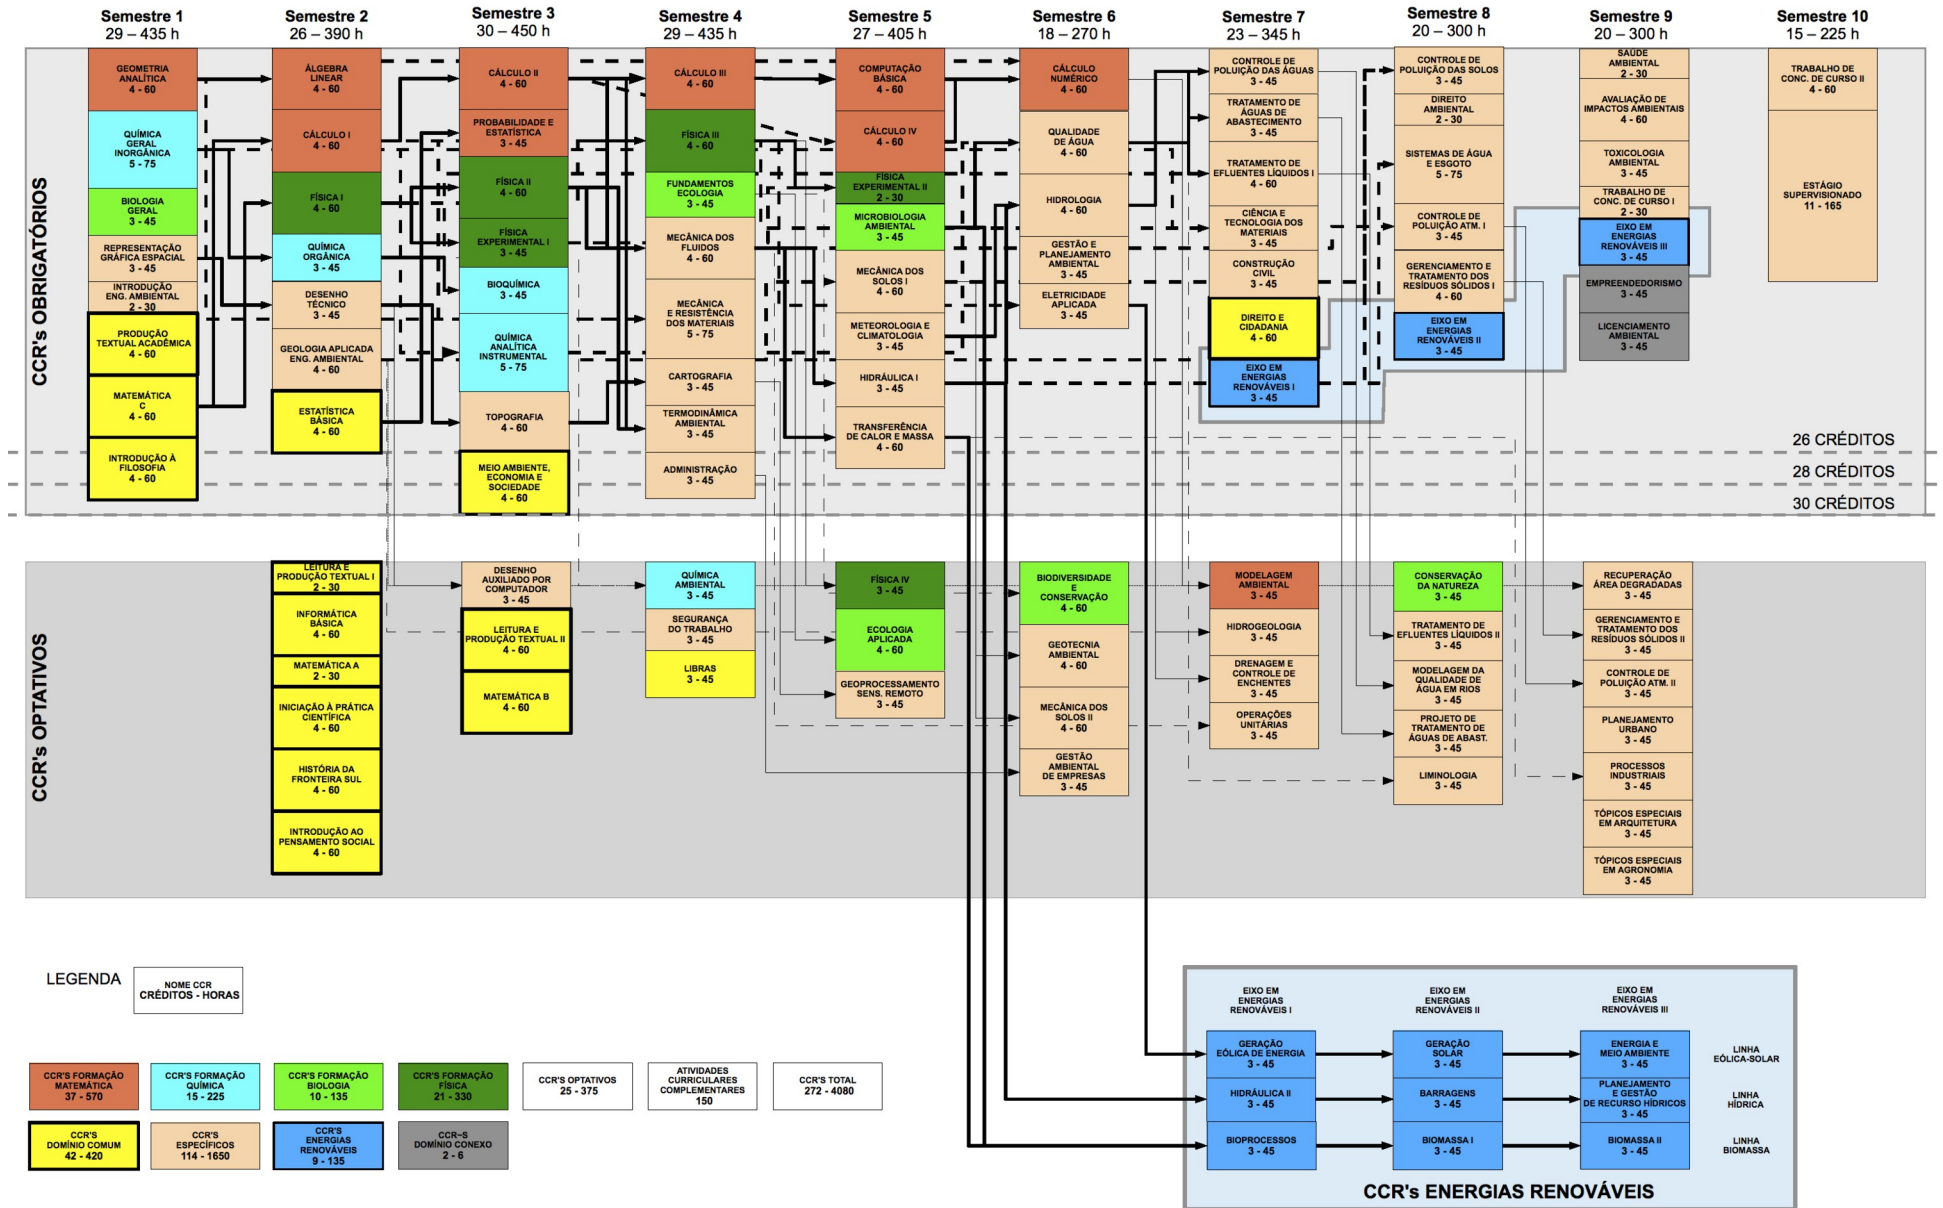 Semestre 1
29 – 435 h
Semestre 2
26 – 390 h
Semestre 3
30 – 450 h
Semestre 4
29 – 435 h
Semestre 5
27 – 405 h
Semestre 6
18 – 270 h
Semestre 7
23 – 345 h
Semestre 8
20 – 300 h
Semestre 9
20 – 300 h
Semestre 10
15 – 225 h
CCR's OBRIGATÓRIOS
GEOMETRIA
ANALÍTICA
4 - 60
QUÍMICA
GERAL
INORGÂNICA
5 - 75
BIOLOGIA
GERAL
3 - 45
REPRESENTAÇÃO
GRÁFICA ESPACIAL
3 - 45
INTRODUÇÃO
ENG. AMBIENTAL
2 - 30
PRODUÇÃO
TEXTUAL ACADÊMICA
4 - 60
MATEMÁTICA
C
4 - 60
INTRODUÇÃO À
FILOSOFIA
4 - 60
ÁLGEBRA
LINEAR
4 - 60
CÁLCULO I
4 - 60
FÍSICA I
4 - 60
QUÍMICA
ORGÂNICA
3 - 45
DESENHO
TÉCNICO
3 - 45
GEOLOGIA APLICADA
ENG. AMBIENTAL
4 - 60
ESTATÍSTICA
BÁSICA
4 - 60
CÁLCULO II
4 - 60
PROBABILIDADE E
ESTATÍSTICA
3 - 45
FÍSICA II
4 - 60
FÍSICA
EXPERIMENTAL I
3 - 45
BIOQUÍMICA
3 - 45
QUÍMICA
ANALÍTICA
INSTRUMENTAL
5 - 75
TOPOGRAFIA
4 - 60
MEIO AMBIENTE,
ECONOMIA E
SOCIEDADE
4 - 60
CÁLCULO III
4 - 60
FÍSICA III
4 - 60
FUNDAMENTOS
ECOLOGIA
3 - 45
MECÂNICA DOS
FLUIDOS
4 - 60
MECÂNICA
E RESISTÊNCIA
DOS MATERIAIS
5 - 75
CARTOGRAFIA
3 - 45
TERMODINÂMICA
AMBIENTAL
3 - 45
ADMINISTRAÇÃO
3 - 45
COMPUTAÇÃO
BÁSICA
4 - 60
CÁLCULO IV
4 - 60
FÍSICA
EXPERIMENTAL II
2 - 30
MICROBIOLOGIA
AMBIENTAL
3 - 45
MECÂNICA DOS
SOLOS I
4 - 60
METEOROLOGIA E
CLIMATOLOGIA
3 - 45
HIDRÁULICA I
3 - 45
TRANSFERÊNCIA
DE CALOR E MASSA
4 - 60
CÁLCULO
NUMÉRICO
4 - 60
QUALIDADE
DE ÁGUA
4 - 60
HIDROLOGIA
4 - 60
GESTÃO E
PLANEJAMENTO
AMBIENTAL
3 - 45
ELETRICIDADE
APLICADA
3 - 45
CONTROLE DE
POLUIÇÃO DAS ÁGUAS
3 - 45
TRATAMENTO DE
ÁGUAS DE
ABASTECIMENTO
3 - 45
TRATAMENTO DE
EFLUENTES LÍQUIDOS I
4 - 60
CIÊNCIA E
TECNOLOGIA DOS
MATERIAIS
3 - 45
CONSTRUÇÃO
CIVIL
3 - 45
DIREITO E
CIDADANIA
4 - 60
EIXO EM
ENERGIAS
RENOVÁVEIS I
3 - 45
CONTROLE DE
POLUIÇÃO DAS SOLOS
3 - 45
DIREITO
AMBIENTAL
2 - 30
SISTEMAS DE ÁGUA
E ESGOTO
5 - 75
CONTROLE DE
POLUIÇÃO ATM. I
3 - 45
GERENCIAMENTO E
TRATAMENTO DOS
RESÍDUOS SÓLIDOS I
4 - 60
EIXO EM
ENERGIAS
RENOVÁVEIS II
3 - 45
SAÚDE
AMBIENTAL
2 - 30
AVALIAÇÃO DE
IMPACTOS AMBIENTAIS
4 - 60
TOXICOLOGIA
AMBIENTAL
3 - 45
TRABALHO DE
CONC. DE CURSO I
2 - 30
EIXO EM
ENERGIAS
RENOVÁVEIS III
3 - 45
EMPREENDEDORISMO
3 - 45
LICENCIAMENTO
AMBIENTAL
3 - 45
TRABALHO DE
CONC. DE CURSO II
4 - 60
ESTÁGIO
SUPERVISIONADO
11 - 165
26 CRÉDITOS
28 CRÉDITOS
30 CRÉDITOS
CCR's OPTATIVOS
LEITURA E
PRODUÇÃO TEXTUAL I
2 - 30
INFORMÁTICA
BÁSICA
4 - 60
MATEMÁTICA A
2 - 30
INICIAÇÃO À PRÁTICA
CIENTÍFICA
4 - 60
HISTÓRIA DA
FRONTEIRA SUL
4 - 60
INTRODUÇÃO AO
PENSAMENTO SOCIAL
4 - 60
DESENHO
AUXILIADO POR
COMPUTADOR
3 - 45
LEITURA E
PRODUÇÃO TEXTUAL II
4 - 60
MATEMÁTICA B
4 - 60
QUÍMICA
AMBIENTAL
3 - 45
SEGURANÇA
DO TRABALHO
3 - 45
LIBRAS
3 - 45
FÍSICA IV
3 - 45
ECOLOGIA
APLICADA
4 - 60
GEOPROCESSAMENTO
SENS. REMOTO
3 - 45
BIODIVERSIDADE
E
CONSERVAÇÃO
4 - 60
GEOTECNIA
AMBIENTAL
4 - 60
MECÂNICA DOS
SOLOS II
4 - 60
GESTÃO
AMBIENTAL
DE EMPRESAS
3 - 45
MODELAGEM
AMBIENTAL
3 - 45
HIDROGEOLOGIA
3 - 45
DRENAGEM E
CONTROLE DE
ENCHENTES
3 - 45
OPERAÇÕES
UNITÁRIAS
3 - 45
CONSERVAÇÃO
DA NATUREZA
3 - 45
TRATAMENTO DE
EFLUENTES LÍQUIDOS II
3 - 45
MODELAGEM DA
QUALIDADE DE
ÁGUA EM RIOS
3 - 45
PROJETO DE
TRATAMENTO DE
ÁGUAS DE ABAST.
3 - 45
LIMINOLOGIA
3 - 45
RECUPERAÇÃO
ÁREA DEGRADADAS
3 - 45
GERENCIAMENTO E
TRATAMENTO DOS
RESÍDUOS SÓLIDOS II
3 - 45
CONTROLE DE
POLUIÇÃO ATM. II
3 - 45
PLANEJAMENTO
URBANO
3 - 45
PROCESSOS
INDUSTRIAIS
3 - 45
TÓPICOS ESPECIAIS
EM ARQUITETURA
3 - 45
TÓPICOS ESPECIAIS
EM AGRONOMIA
3 - 45
LEGENDA
NOME CCR
CRÉDITOS - HORAS
CCR'S FORMAÇÃO
MATEMÁTICA
37 - 570
CCR'S FORMAÇÃO
QUÍMICA
15 - 225
CCR'S FORMAÇÃO
BIOLOGIA
10 - 135
CCR'S FORMAÇÃO
FÍSICA
21 - 330
CCR'S OPTATIVOS
25 - 375
ATIVIDADES
CURRICULARES
COMPLEMENTARES
150
CCR'S TOTAL
272 - 4080
CCR'S
DOMÍNIO COMUM
42 - 420
CCR'S
ESPECÍFICOS
114 - 1650
CCR'S
ENERGIAS
RENOVÁVEIS
9 - 135
CCR~S
DOMÍNIO CONEXO
2 - 6
EIXO EM
ENERGIAS
RENOVÁVEIS I
EIXO EM
ENERGIAS
RENOVÁVEIS II
EIXO EM
ENERGIAS
RENOVÁVEIS III
GERAÇÃO
EÓLICA DE ENERGIA
3 - 45
GERAÇÃO
SOLAR
3 - 45
ENERGIA E
MEIO AMBIENTE
3 - 45
LINHA
EÓLICA-SOLAR
HIDRÁULICA II
3 - 45
BARRAGENS
3 - 45
PLANEJAMENTO
E GESTÃO
DE RECURSO HÍDRICOS
3 - 45
LINHA
HÍDRICA
BIOPROCESSOS
3 - 45
BIOMASSA I
3 - 45
BIOMASSA II
3 - 45
LINHA
BIOMASSA
CCR's ENERGIAS RENOVÁVEIS